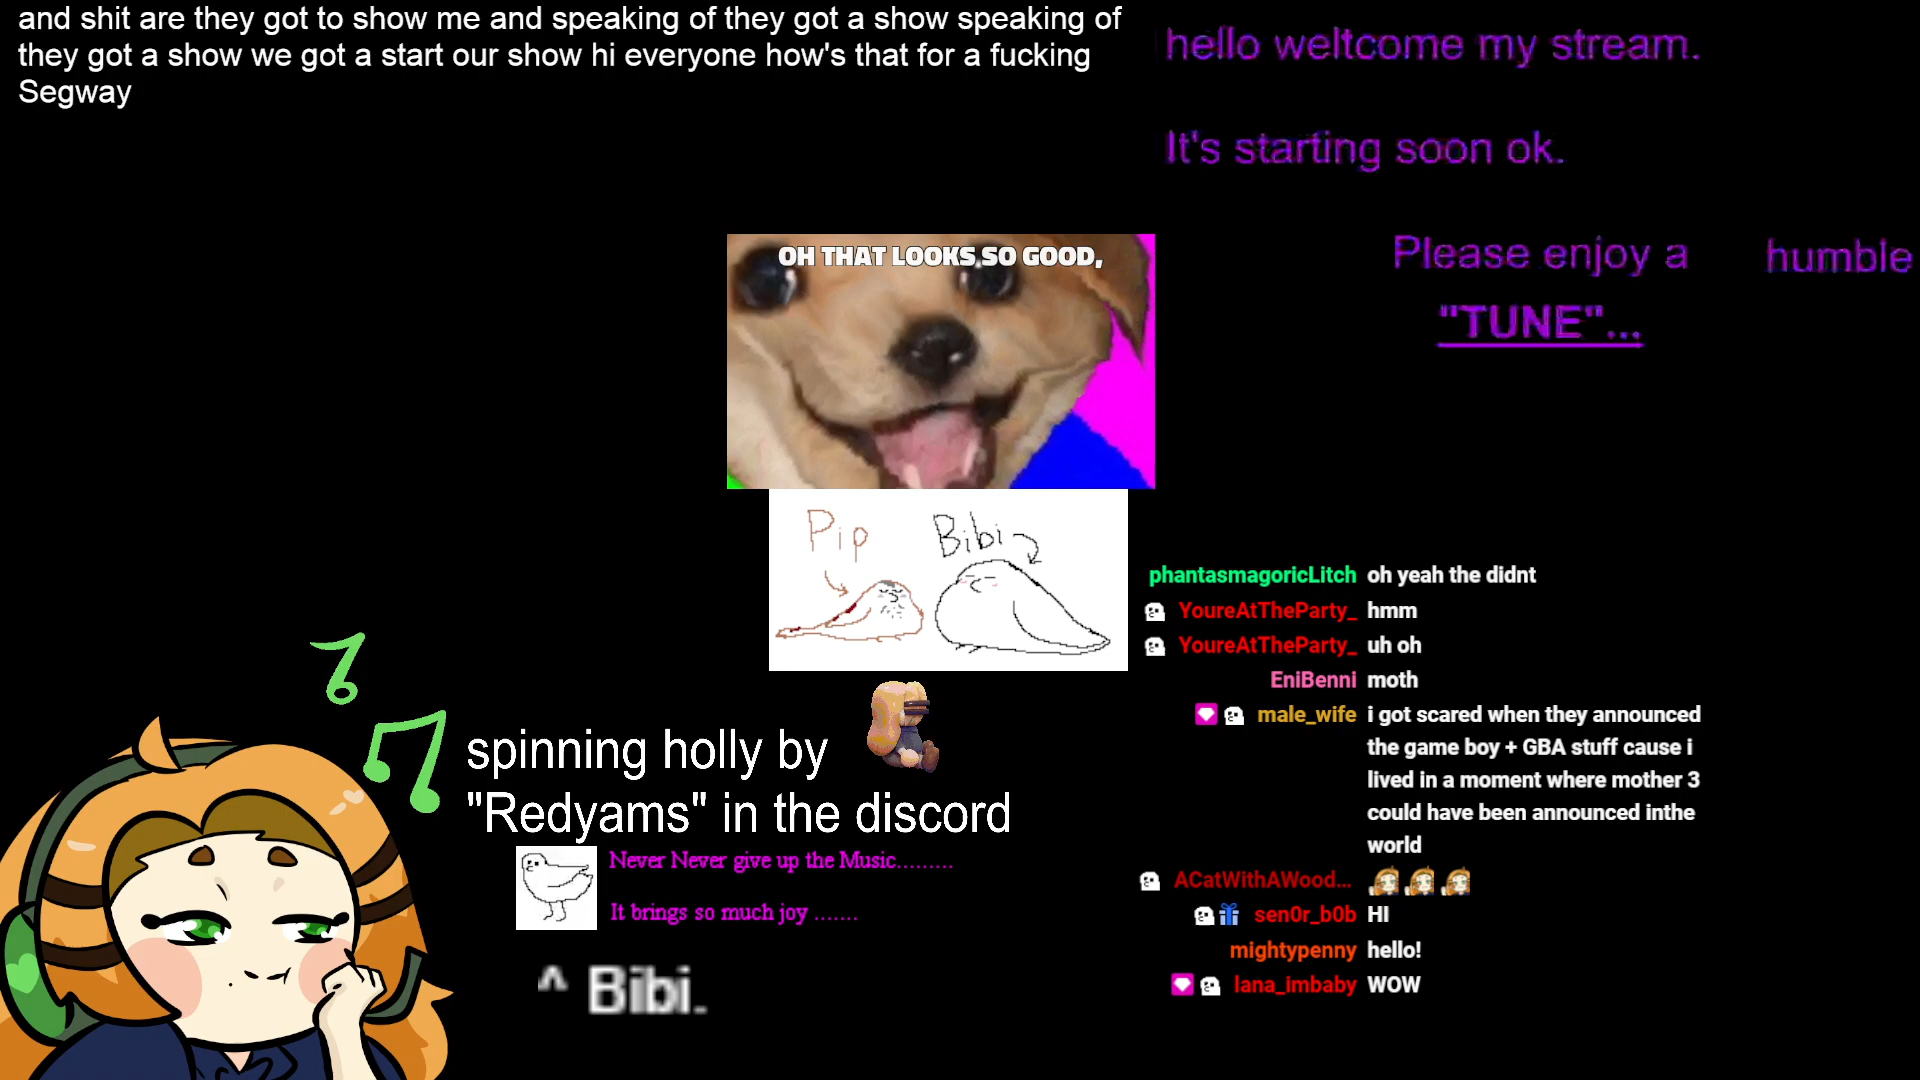 and shit are they got to show me and speaking of they got a show speaking of
they got a show we got a start our show hi everyone how's that for a fucking
Segway
hello weltcome my stream.
It's starting soon ok.
Please enjoy a humble
"TUNE"...
OH THAT LOOKS SO GOOD,
Pip
Bibi
phantasmagoricLitch oh yeah the didnt
YoureAtTheParty_ hmm
YoureAtTheParty_ uh oh
EniBenni moth
male_wife i got scared when they announced
the game boy + GBA stuff cause i
lived in a moment where mother 3
could have been announced inthe
world
ACatWithAWood...
sen0r_b0b HI
mightypenny hello!
lana_imbaby WOW
spinning holly by
"Redyams" in the discord
Never Never give up the Music.........
It brings so much joy .......
^ Bibi.